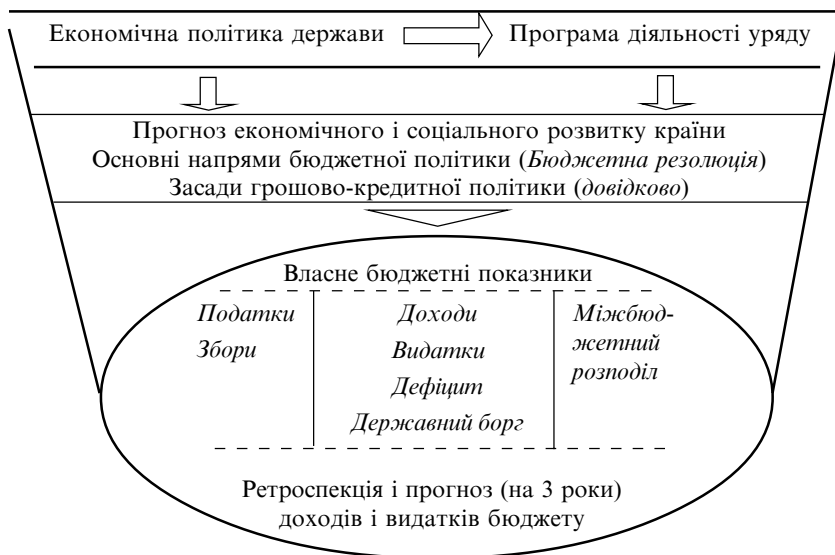 Економічна політика держави Програма діяльності уряду
Прогноз економічного і соціального розвитку країни
Основні напрями бюджетної політики (Бюджетна резолюція)
Засади грошово-кредитної політики (довідково)
Власне бюджетні показники
Податки
Збори
Доходи
Видатки
Дефіцит
Державний борг
Міжбюд-
жетний
розподіл
Ретроспекція і прогноз (на 3 роки)
доходів і видатків бюджету